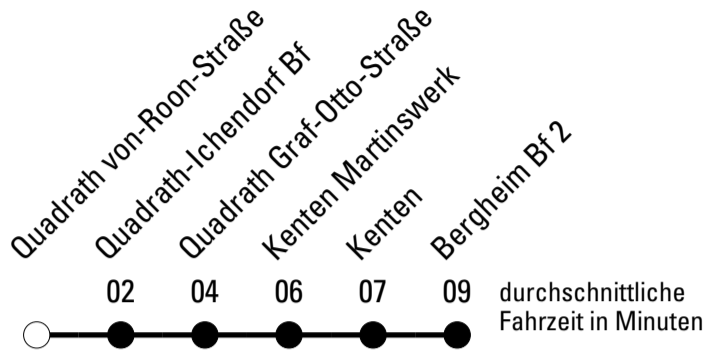 Quadrath von-Roon-Straße
Quadrath-Ichendorf Bf
Quadrath Graf-Otto-Straße
Kenten Martinswerk
Kenten
Bergheim Bf 2
02 04 06 07 09
durchschnittliche
Fahrzeit in Minuten